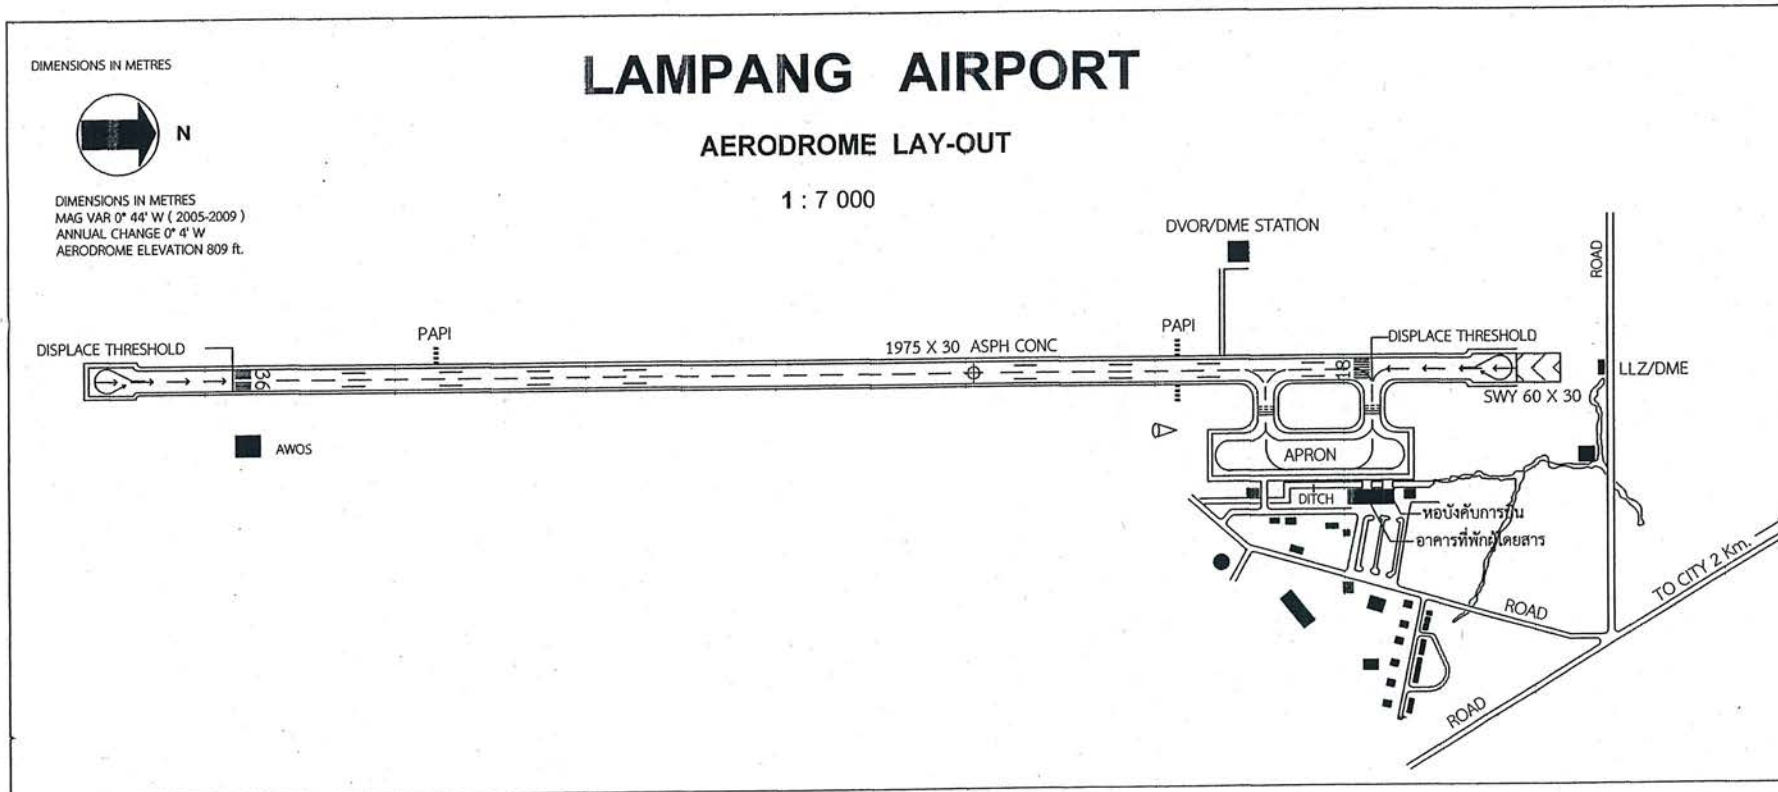 DIMENSIONS IN METRES
LAMPANG AIRPORT
N
AERODROME LAY-OUT
1 : 7 000
DIMENSIONS IN METRES
MAG VAR 0° 44' W ( 2005-2009 )
ANNUAL CHANGE 0° 4' W
AERODROME ELEVATION 809 ft.
DVOR/DME STATION
ROAD
PAPI
PAPI
DISPLACE THRESHOLD
1975 X 30 ASPH CONC
DISPLACE THRESHOLD
36
18
LLZ/DME
SWY 60 X 30
AWOS
APRON
DITCH
หอบังคับการบิน
อาคารที่พักผู้โดยสาร
TO CITY 2 Km.
ROAD
ROAD